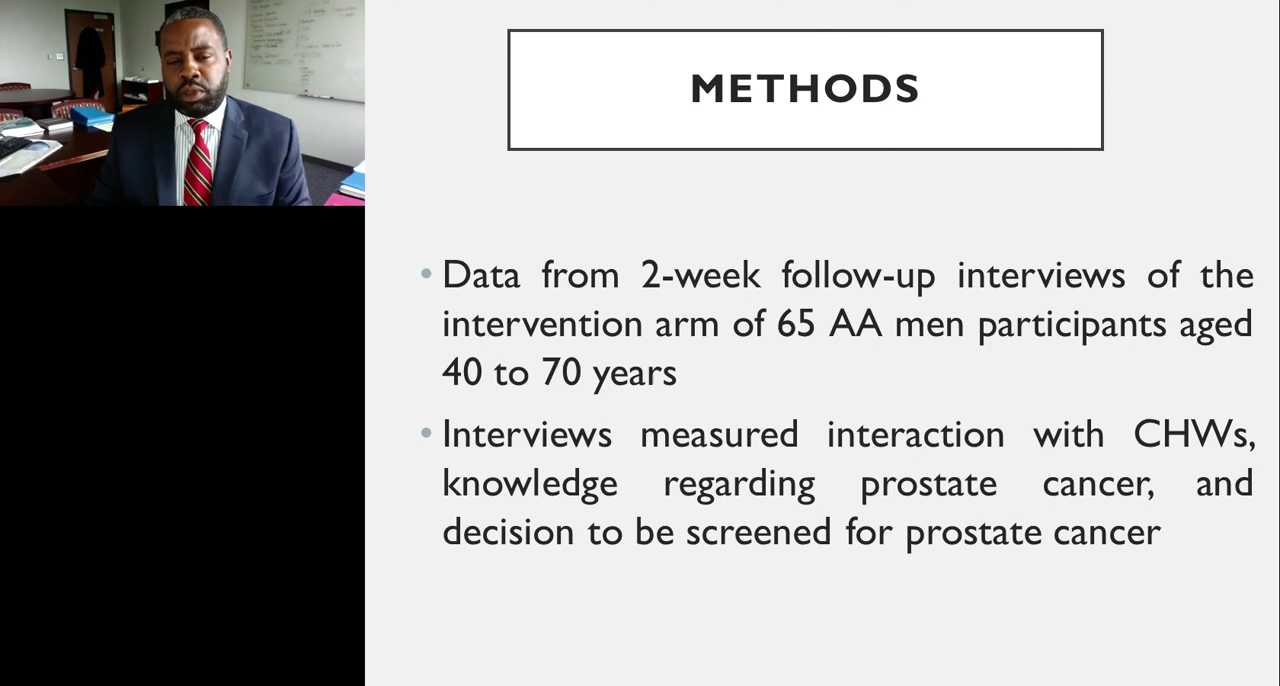 METHODS
• Data from 2-week follow-up interviews of the
intervention arm of 65 AA men participants aged
40 to 70 years
• Interviews measured interaction with CHWs,
knowledge regarding prostate cancer, and
decision to be screened for prostate cancer